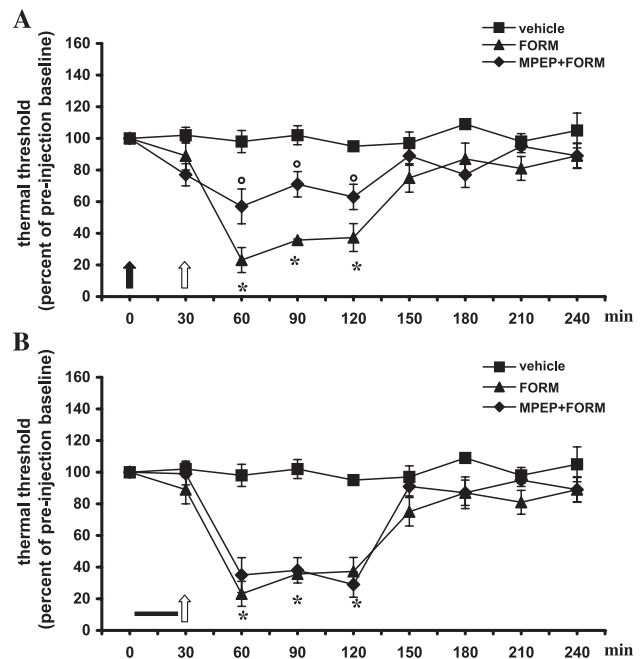 A
vehicle
FORM
MPEP+FORM
thermal threshold
(percent of pre-injection baseline)
160
140
120
100
80
60
40
20
0
* * *
0 30 60 90 120 150 180 210 240 min
B
vehicle
FORM
MPEP+FORM
thermal threshold
(percent of pre-injection baseline)
160
140
120
100
80
60
40
20
0
* * *
0 30 60 90 120 150 180 210 240 min